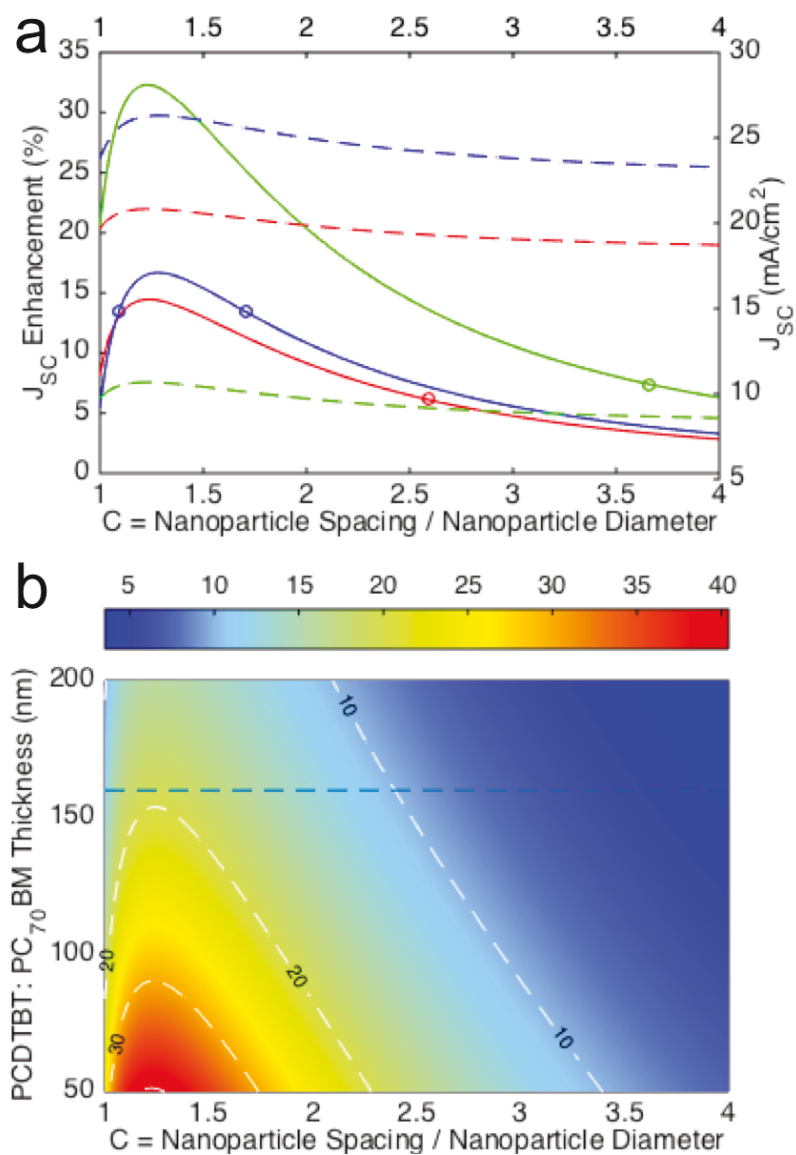 a
1 1.5 2 2.5 3 3.5 4
35
30
25
20
15
10
5
0
J_SC Enhancement (%)
30
25
20
15
10
5
J_SC (mA/cm²)
1 1.5 2 2.5 3 3.5 4
C = Nanoparticle Spacing / Nanoparticle Diameter
b
5 10 15 20 25 30 35 40
PCDTBT: PC₇₀BM Thickness (nm)
200
150
100
50
10
20
20
10
30
1 1.5 2 2.5 3 3.5 4
C = Nanoparticle Spacing / Nanoparticle Diameter